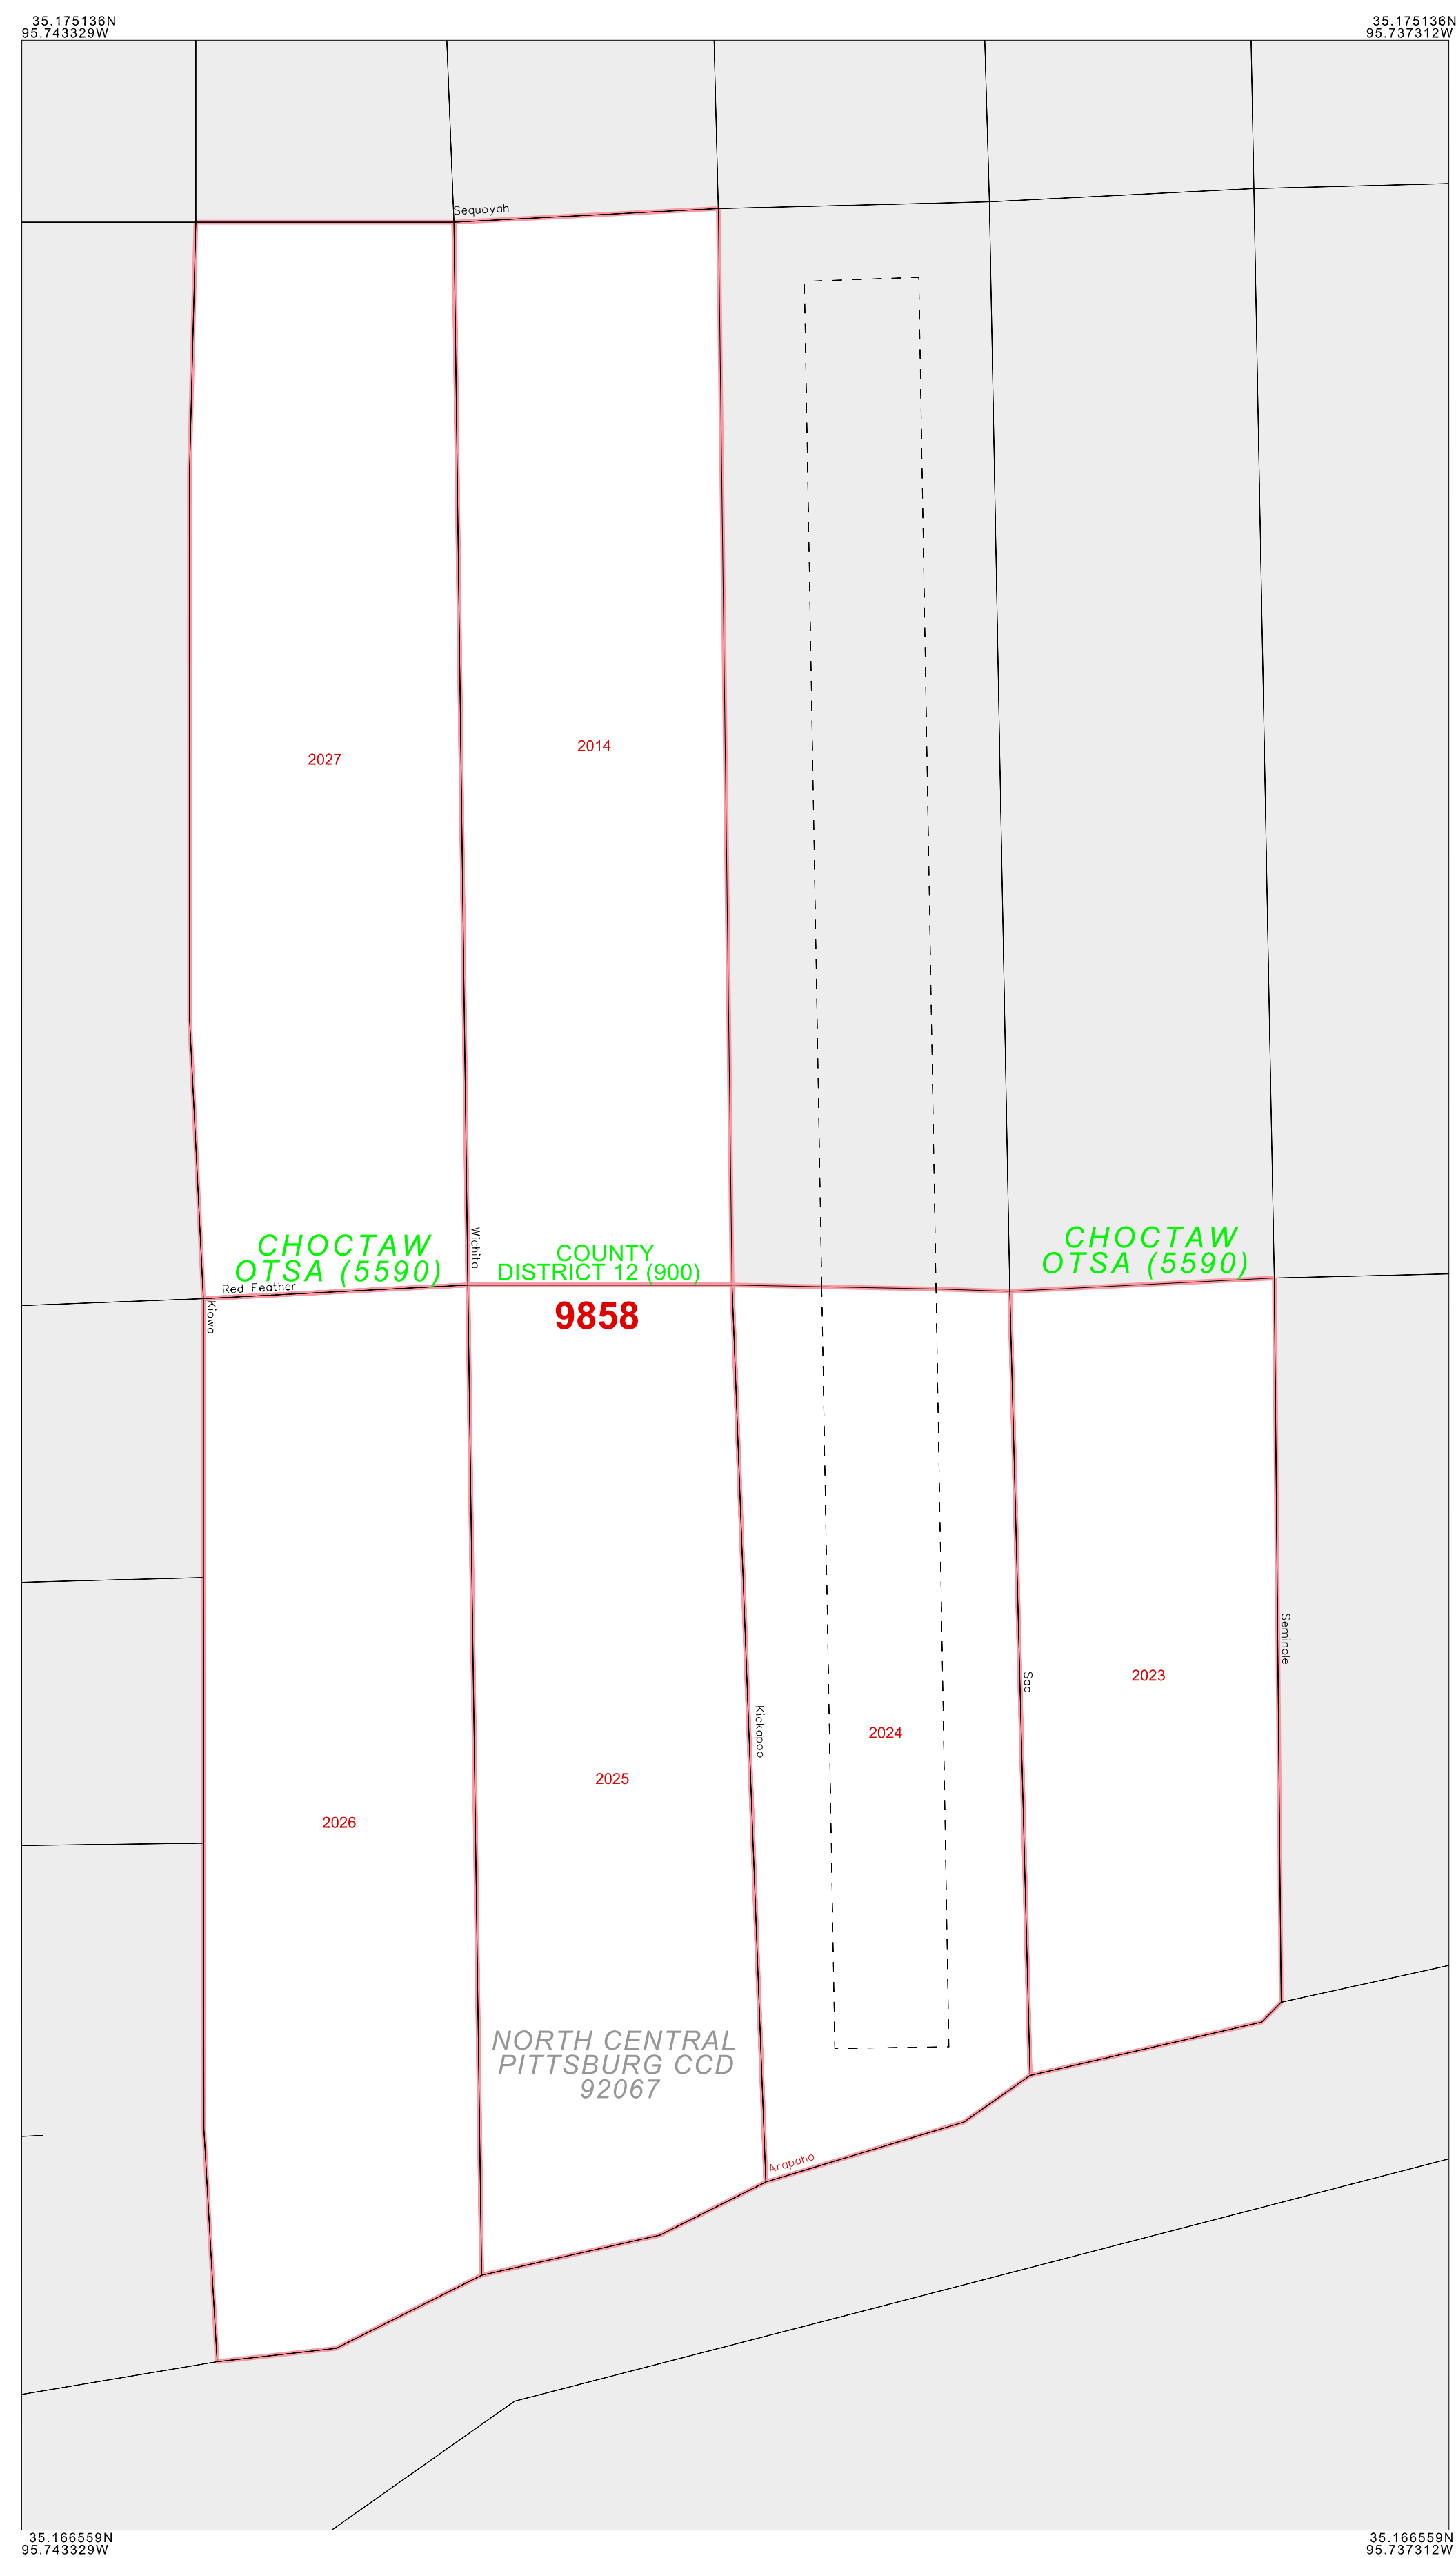 35.175136N
95.743329W
35.175136N
95.737312W
Sequoyah
2027
2014
Wichita
CHOCTAW
OTSA (5590)
COUNTY
DISTRICT 12 (900)
CHOCTAW
OTSA (5590)
Red Feather
Kiowa
9858
Seminole
Sac
2023
Kickapoo
2024
2025
2026
NORTH CENTRAL
PITTSBURG CCD
92067
Arapaho
35.166559N
95.743329W
35.166559N
95.737312W